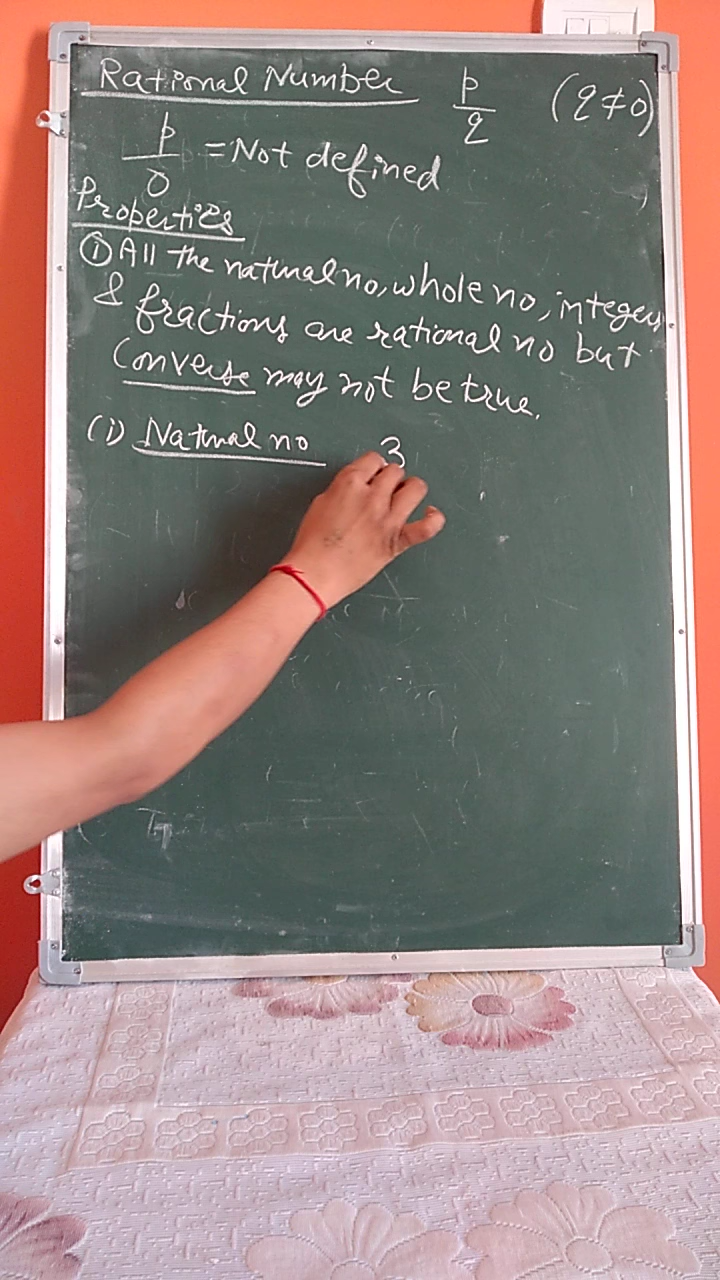 Rational Number p/q (q≠0)
p/0 = Not defined
Properties
① All the natural no, whole no, integers
& fractions are rational no but
Converse may not be true.
(i) Natural no 3